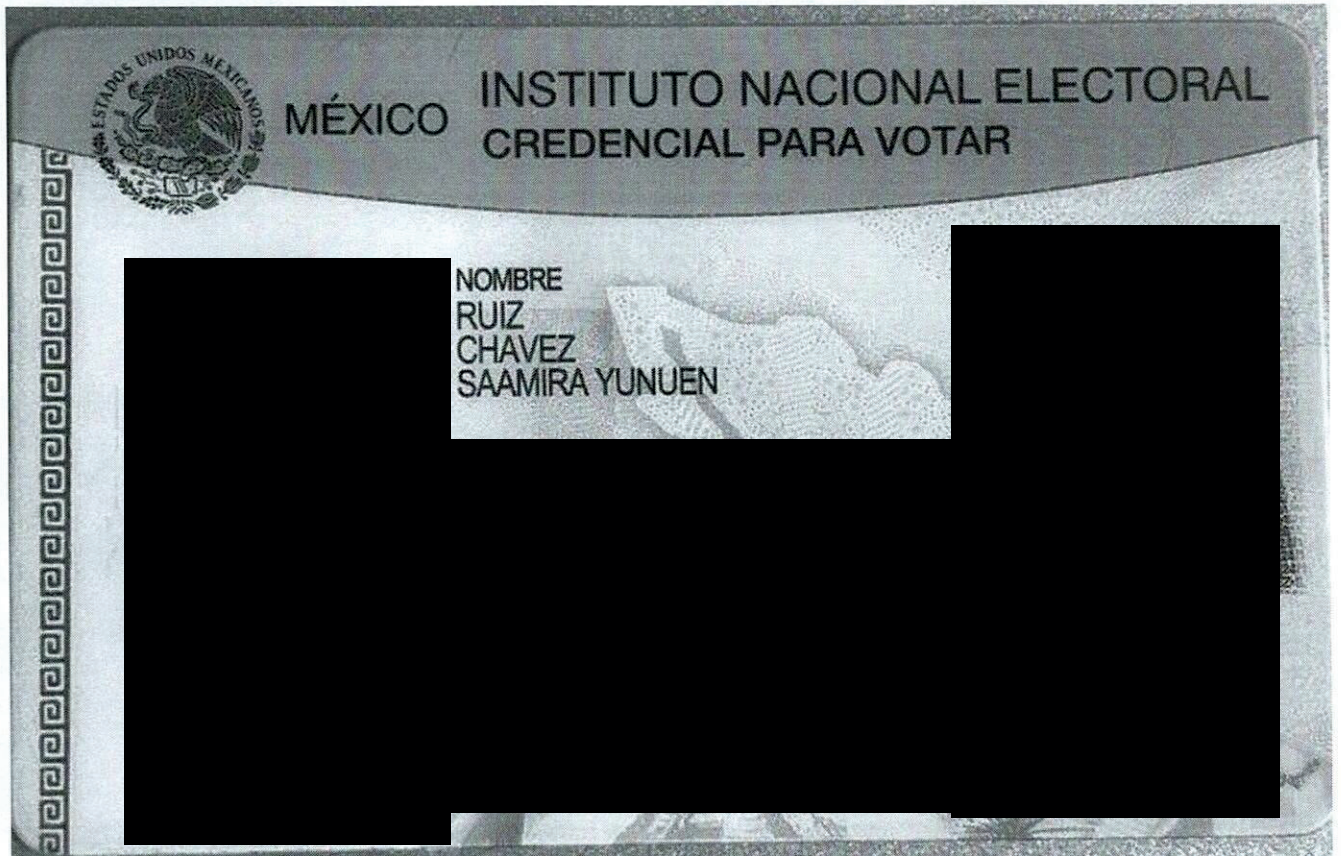 ESTADOS UNIDOS MEXICANOS
MÉXICO
INSTITUTO NACIONAL ELECTORAL
CREDENCIAL PARA VOTAR
NOMBRE
RUIZ
CHAVEZ
SAAMIRA YUNUEN